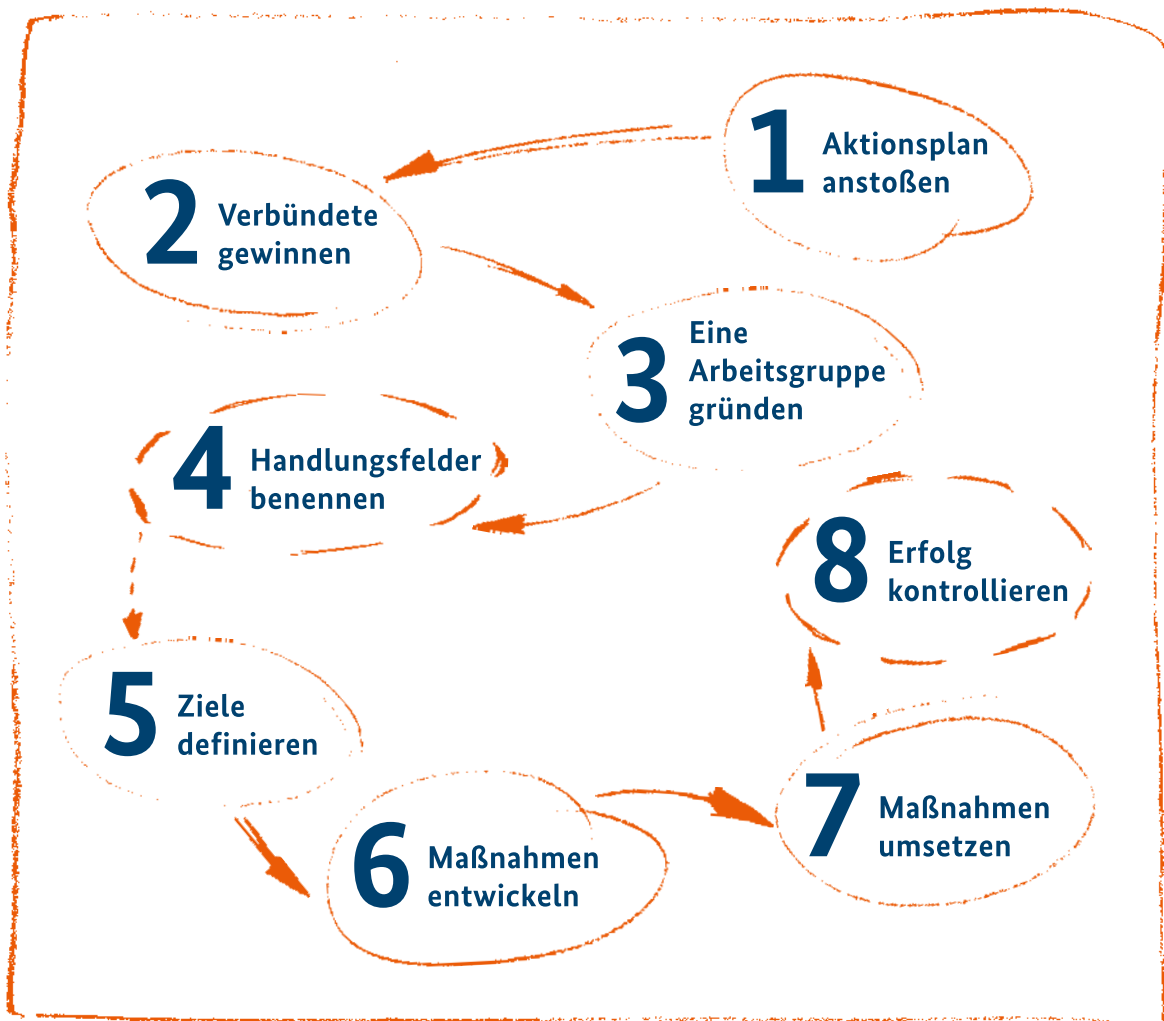 1 Aktionsplan
anstoßen
2 Verbündete
gewinnen
3 Eine
Arbeitsgruppe
gründen
4 Handlungsfelder
benennen
5 Ziele
definieren
6 Maßnahmen
entwickeln
7 Maßnahmen
umsetzen
8 Erfolg
kontrollieren